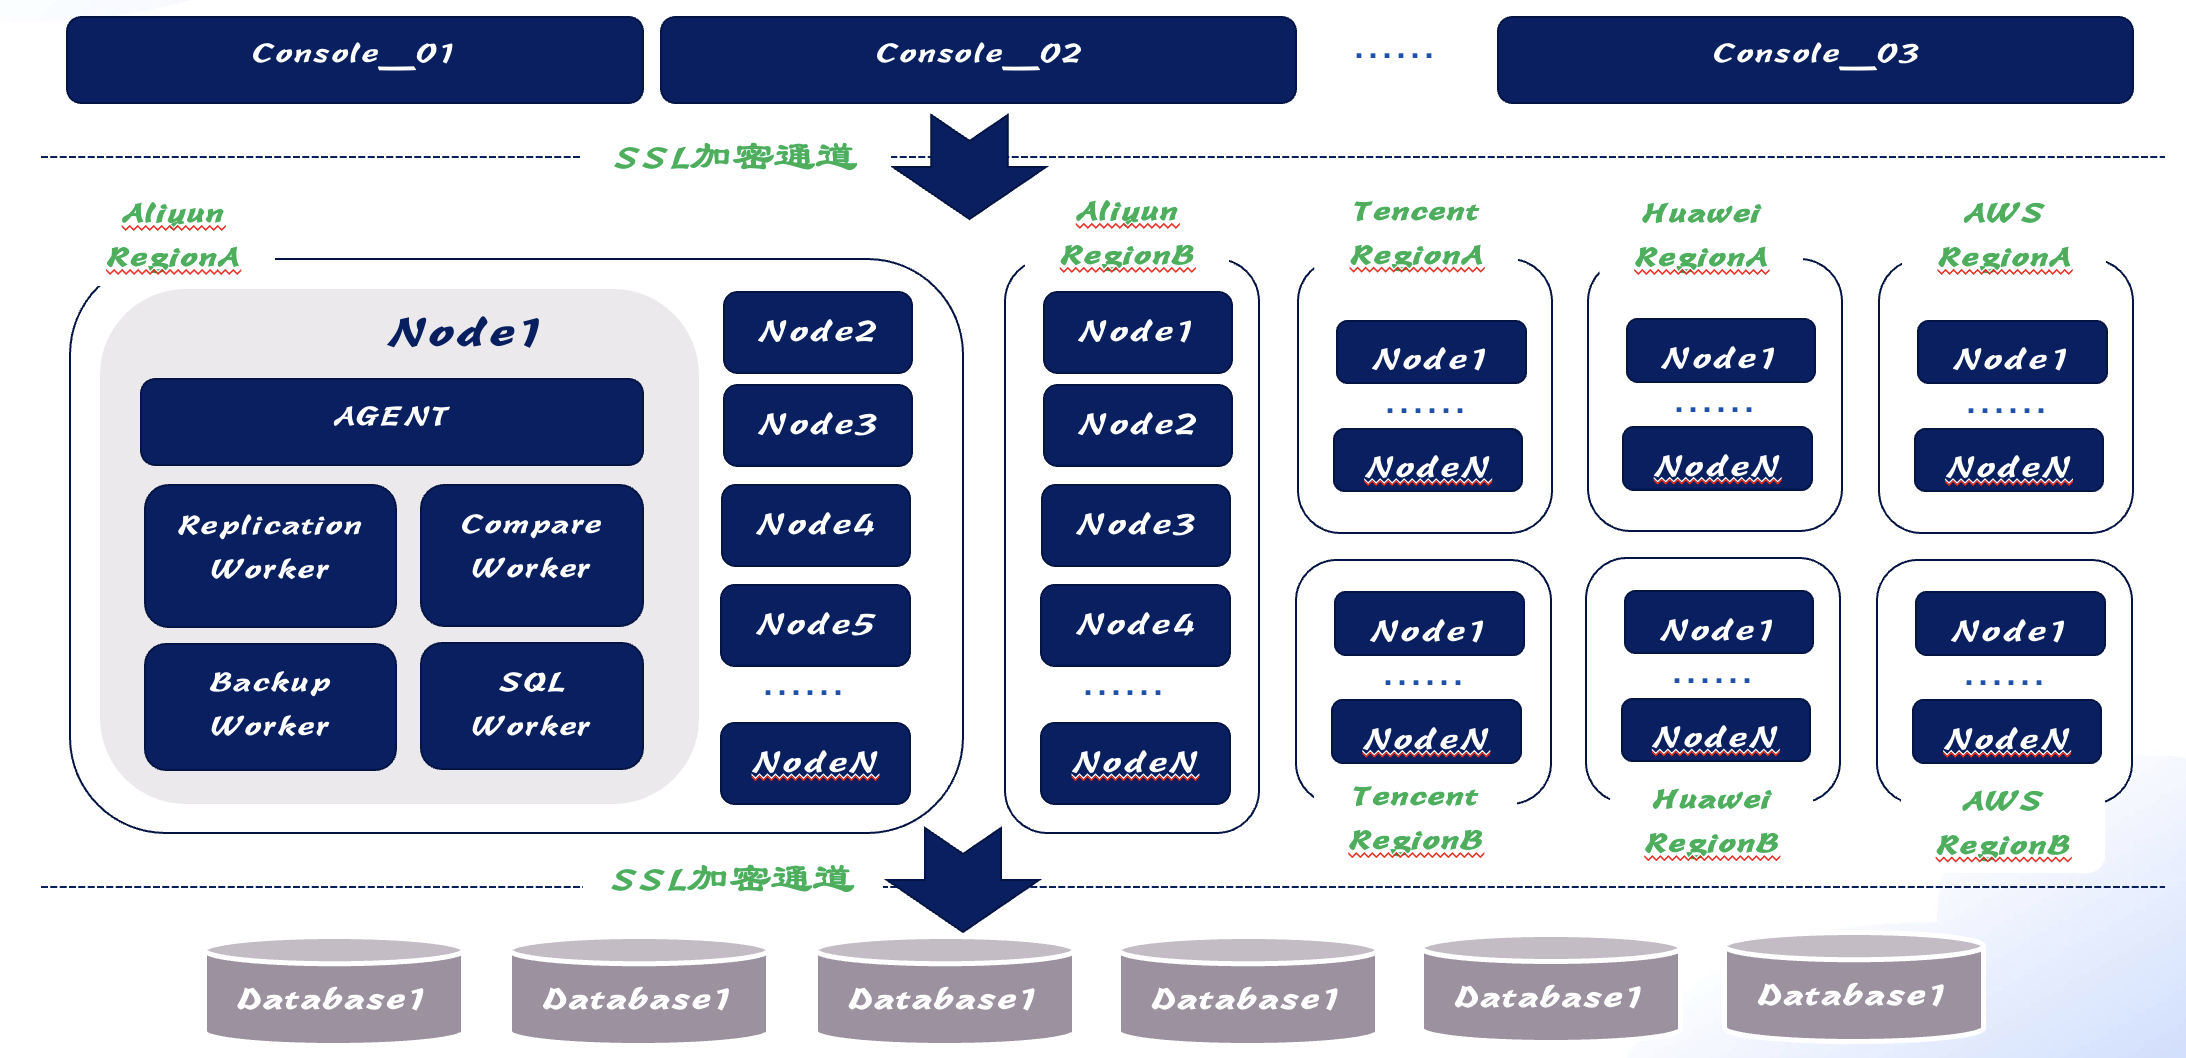 Console__01
Console__02
......
Console__03
SSL加密通道
Aliyun
RegionA
Node1
AGENT
Replication
Worker
Compare
Worker
Backup
Worker
SQL
Worker
Node2
Node3
Node4
Node5
......
NodeN
Aliyun
RegionB
Node1
Node2
Node3
Node4
......
NodeN
Tencent
RegionA
Node1
......
NodeN
Huawei
RegionA
Node1
......
NodeN
AWS
RegionA
Node1
......
NodeN
Node1
......
NodeN
Tencent
RegionB
Node1
......
NodeN
Huawei
RegionB
Node1
......
NodeN
AWS
RegionB
SSL加密通道
Database1
Database1
Database1
Database1
Database1
Database1